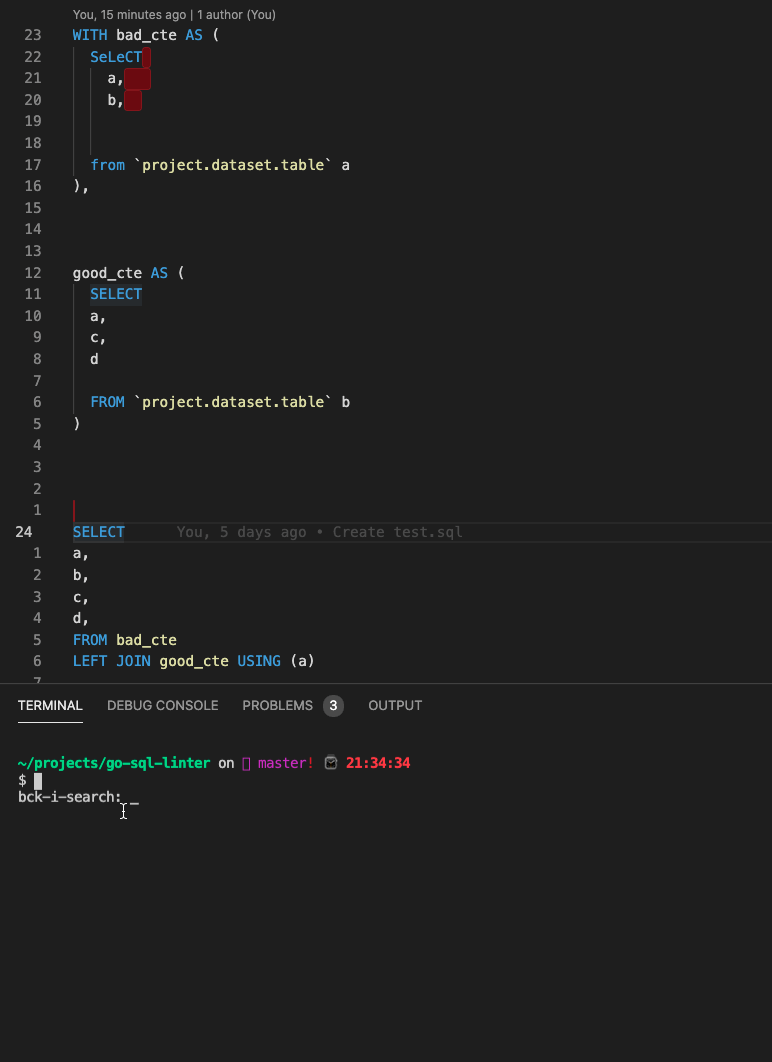 You, 15 minutes ago | 1 author (You)
23 WITH bad_cte AS (
22 SeLeCT
21 a,
20 b,
19
18
17 from `project.dataset.table` a
16 ),
15
14
13
12 good_cte AS (
11 SELECT
10 a,
9 c,
8 d
7
6 FROM `project.dataset.table` b
5 )
4
3
2
1
24 SELECT You, 5 days ago • Create test.sql
1 a,
2 b,
3 c,
4 d,
5 FROM bad_cte
6 LEFT JOIN good_cte USING (a)
7
TERMINAL DEBUG CONSOLE PROBLEMS 3 OUTPUT
~/projects/go-sql-linter on master! 21:34:34
$
bck-i-search: _